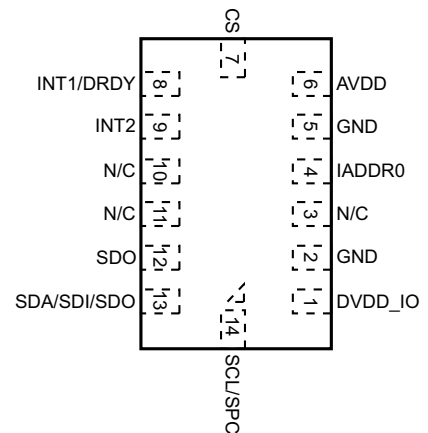 CS
7
INT1/DRDY 8 6 AVDD
INT2 9 5 GND
N/C 10 4 IADDR0
N/C 11 3 N/C
SDO 12 2 GND
SDA/SDI/SDO 13 1 DVDD_IO
14
SCL/SPC